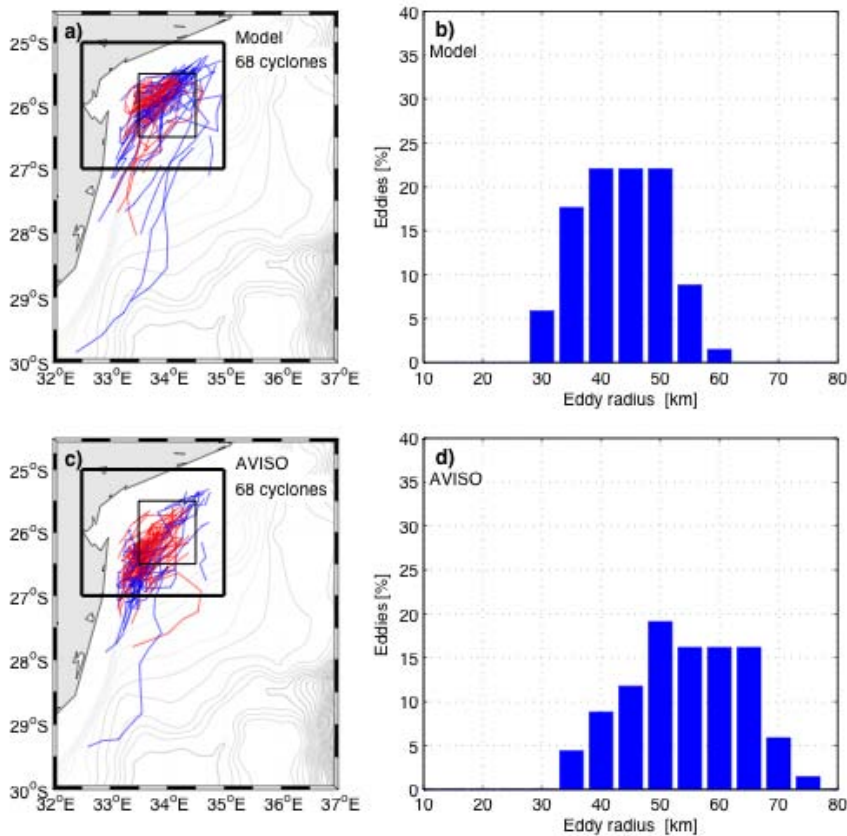 a)
Model
68 cyclones
25°S
26°S
27°S
28°S
29°S
30°S
32°E 33°E 34°E 35°E 36°E 37°E
b)
Model
Eddies [%]
40
35
30
25
20
15
10
5
0
10 20 30 40 50 60 70 80
Eddy radius [km]
c)
AVISO
68 cyclones
25°S
26°S
27°S
28°S
29°S
30°S
32°E 33°E 34°E 35°E 36°E 37°E
d)
AVISO
Eddies [%]
40
35
30
25
20
15
10
5
0
10 20 30 40 50 60 70 80
Eddy radius [km]